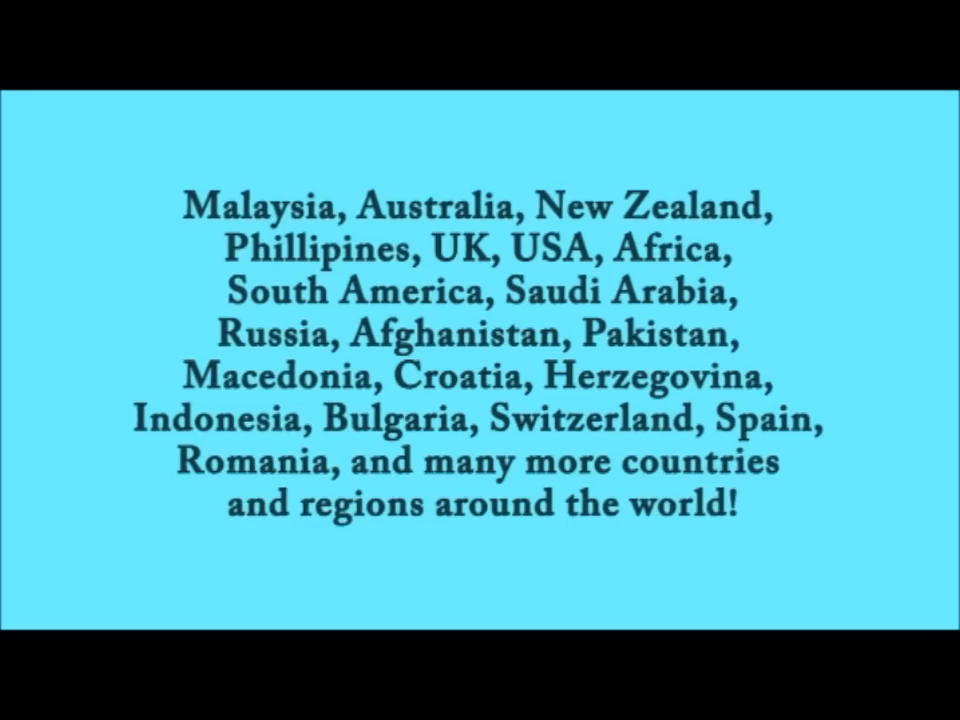 Malaysia, Australia, New Zealand,
Phillipines, UK, USA, Africa,
South America, Saudi Arabia,
Russia, Afghanistan, Pakistan,
Macedonia, Croatia, Herzegovina,
Indonesia, Bulgaria, Switzerland, Spain,
Romania, and many more countries
and regions around the world!